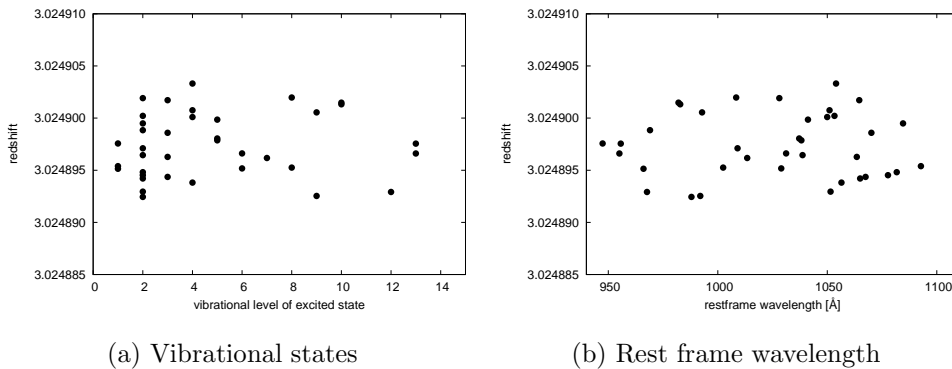 3.024910
3.024905
3.024900
3.024895
3.024890
3.024885
redshift
0 2 4 6 8 10 12 14
vibrational level of excited state
(a) Vibrational states
3.024910
3.024905
3.024900
3.024895
3.024890
3.024885
redshift
950 1000 1050 1100
restframe wavelength [Å]
(b) Rest frame wavelength